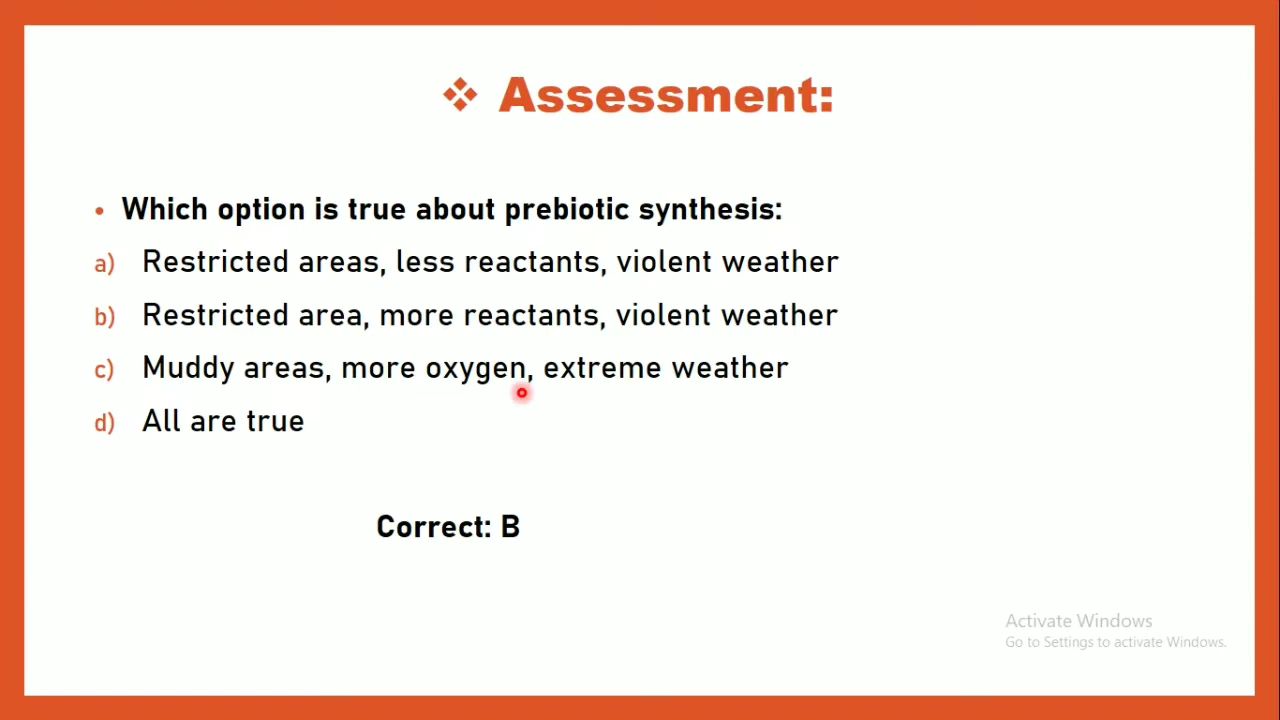 ❖ Assessment:
• Which option is true about prebiotic synthesis:
a) Restricted areas, less reactants, violent weather
b) Restricted area, more reactants, violent weather
c) Muddy areas, more oxygen, extreme weather
d) All are true
Correct: B
Activate Windows
Go to Settings to activate Windows.